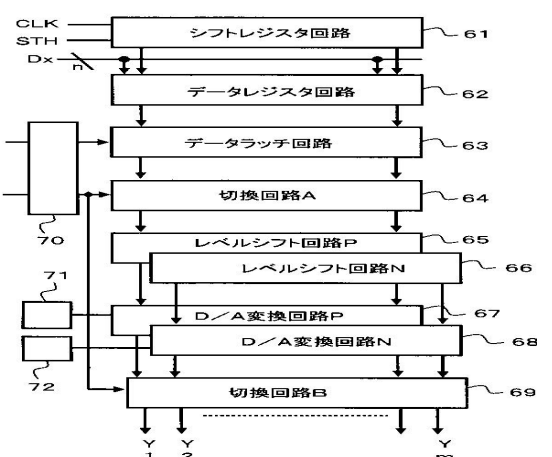 CLK
STH
シフトレジスタ回路
61
Dx
n
データレジスタ回路
62
データラッチ回路
63
切換回路A
64
70
レベルシフト回路P
65
レベルシフト回路N
66
71
D/A変換回路P
67
72
D/A変換回路N
68
切換回路B
69
Y Y Y
1 2 m